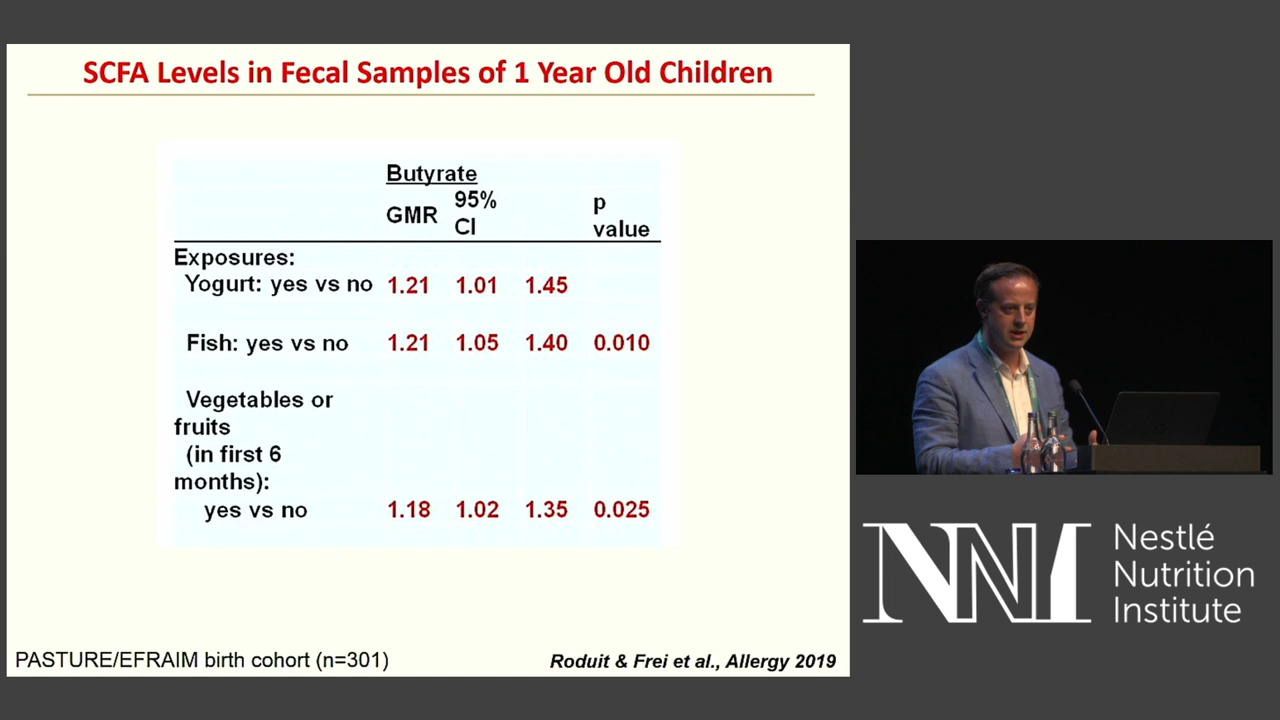 SCFA Levels in Fecal Samples of 1 Year Old Children
Butyrate
GMR 95% CI p value
Exposures:
Yogurt: yes vs no 1.21 1.01 1.45
Fish: yes vs no 1.21 1.05 1.40 0.010
Vegetables or
fruits
(in first 6
months):
yes vs no 1.18 1.02 1.35 0.025
PASTURE/EFRAIM birth cohort (n=301)
Roduit & Frei et al., Allergy 2019
NNI
Nestlé
Nutrition
Institute